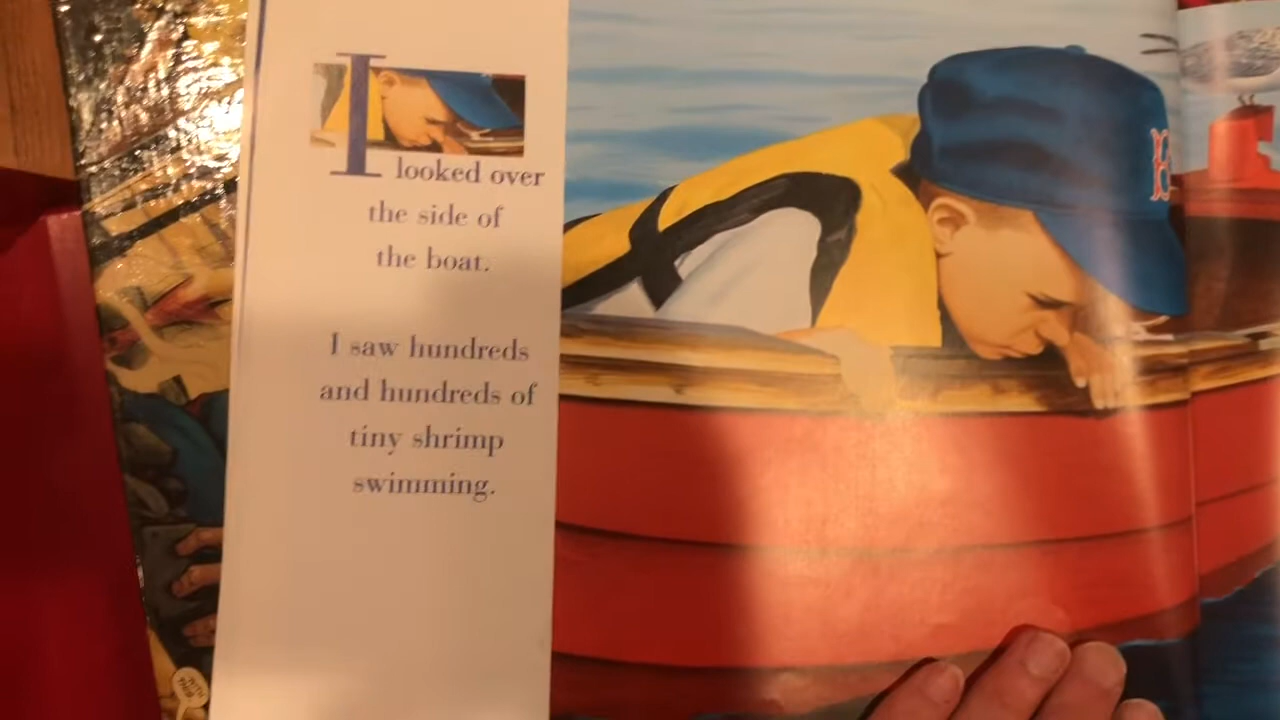 I looked over
the side of
the boat.
I saw hundreds
and hundreds of
tiny shrimp
swimming.
B